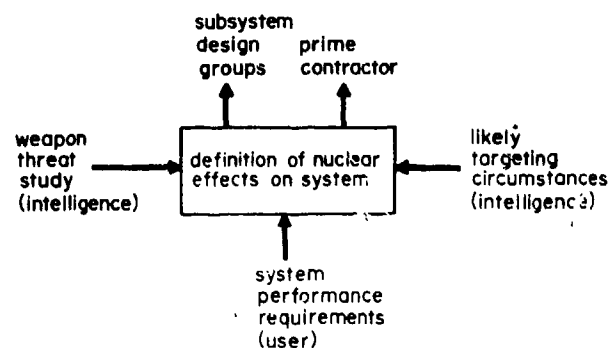 subsystem
design
groups
prime
contractor
weapon
threat
study
(intelligence)
definition of nuclear
effects on system
likely
targeting
circumstances
(intelligence)
system
performance
requirements
(user)